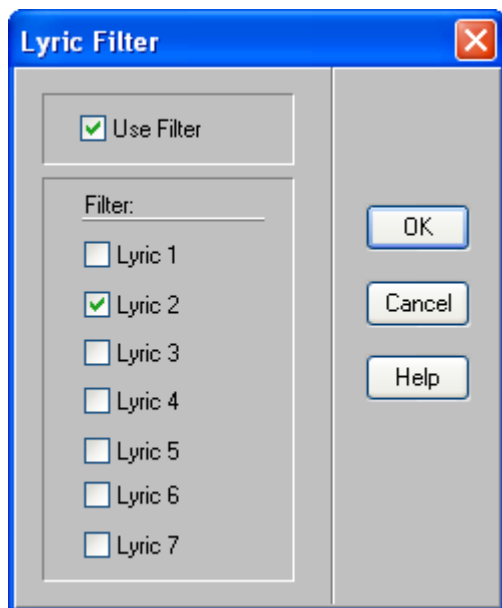 Lyric Filter
Use Filter
Filter:
Lyric 1
Lyric 2
Lyric 3
Lyric 4
Lyric 5
Lyric 6
Lyric 7
OK
Cancel
Help